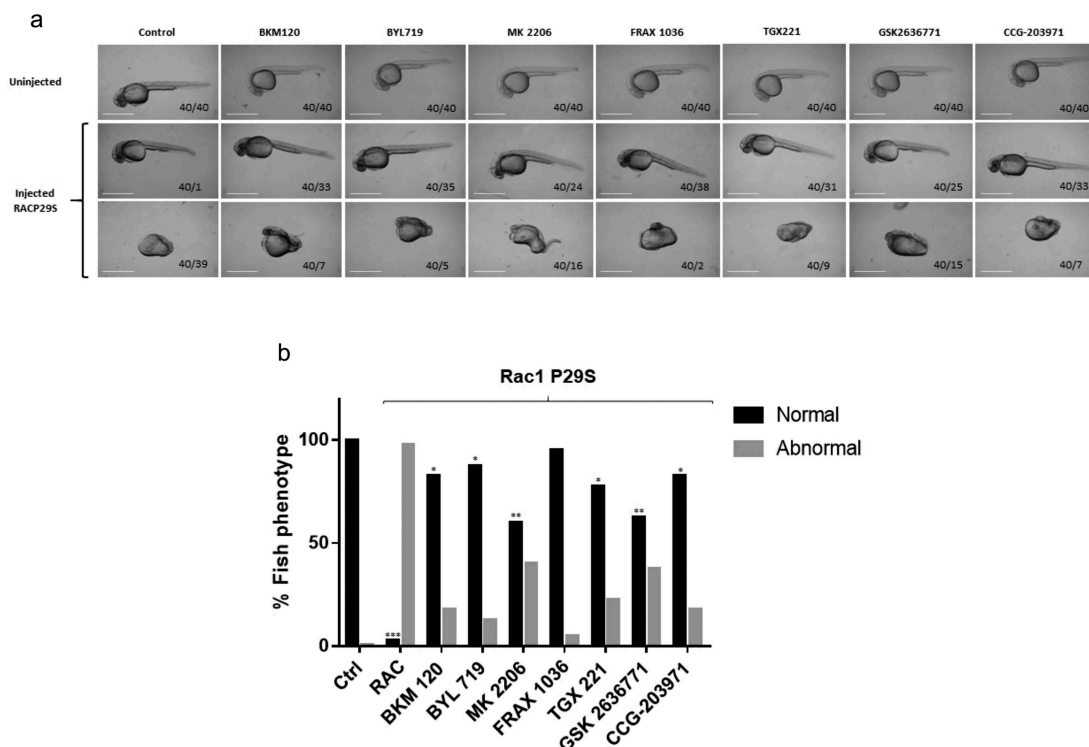 a
Control BKM120 BYL719 MK 2206 FRAX 1036 TGX221 GSK2636771 CCG-203971
Uninjected
40/40 40/40 40/40 40/40 40/40 40/40 40/40 40/40
Injected
RACP29S
40/1 40/33 40/35 40/24 40/38 40/31 40/25 40/33
40/39 40/7 40/5 40/16 40/2 40/9 40/15 40/7
b
Rac1 P29S
Normal
Abnormal
% Fish phenotype
100
50
0
*** * * ** * ** *
Ctrl RAC BKM 120 BYL 719 MK 2206 FRAX 1036 TGX 221 GSK 2636771 CCG-203971